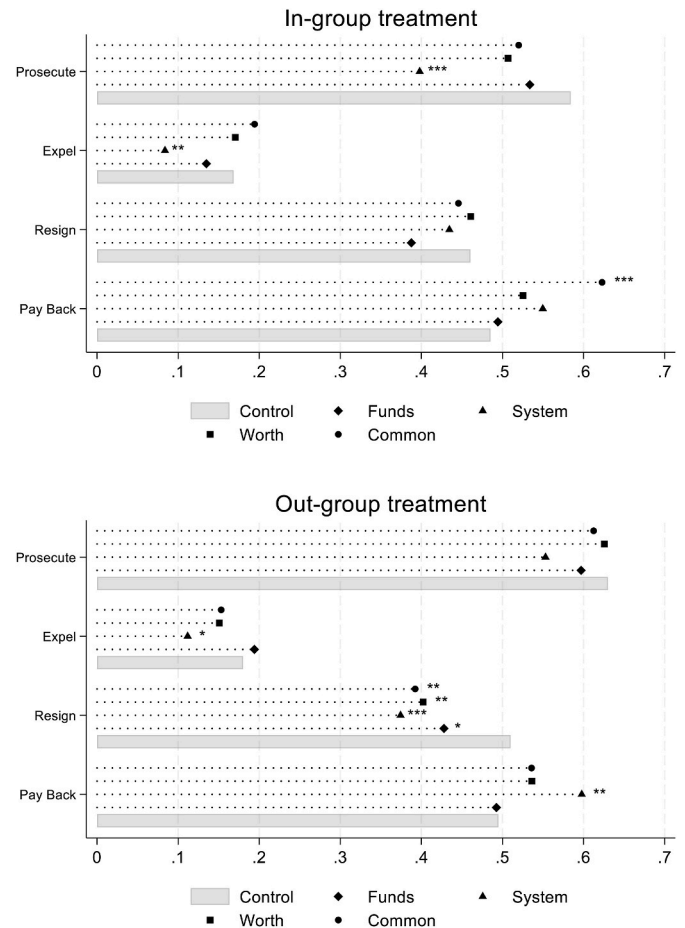 In-group treatment
Prosecute
***
Expel
**
Resign
***
Pay Back
0 .1 .2 .3 .4 .5 .6 .7
Control Funds System
Worth Common
Out-group treatment
Prosecute
Expel
*
**
**
Resign
***
*
Pay Back
**
0 .1 .2 .3 .4 .5 .6 .7
Control Funds System
Worth Common